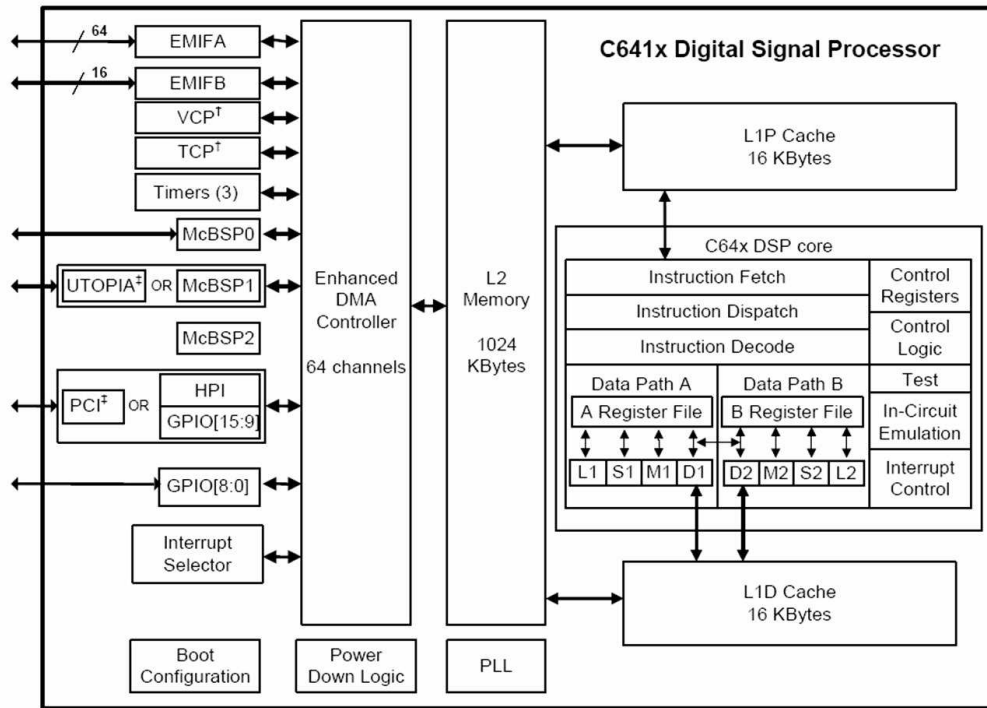 C641x Digital Signal Processor
64
EMIFA
16
EMIFB
VCP†
TCP†
Timers (3)
McBSP0
UTOPIA‡ OR McBSP1
McBSP2
PCI‡ OR
HPI
GPIO[15:9]
GPIO[8:0]
Interrupt
Selector
Boot
Configuration
Enhanced
DMA
Controller
64 channels
Power
Down Logic
L2
Memory
1024
KBytes
PLL
L1P Cache
16 KBytes
C64x DSP core
Instruction Fetch
Instruction Dispatch
Instruction Decode
Control
Registers
Control
Logic
Test
In-Circuit
Emulation
Interrupt
Control
Data Path A
A Register File
L1 S1 M1 D1
Data Path B
B Register File
D2 M2 S2 L2
L1D Cache
16 KBytes